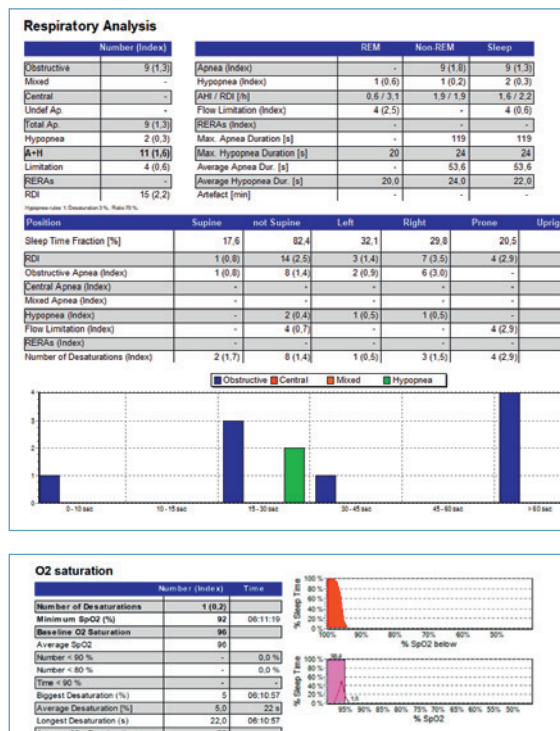 Respiratory Analysis
Number (Index)
Obstructive 9 (1,3)
Mixed -
Central -
Undef Ap. -
Total Ap. 9 (1,3)
Hypopnea 2 (0,3)
A+H 11 (1,6)
Limitation 4 (0,6)
RERAs -
RDI 15 (2,2)
Hypopnea rules: 1: Desaturation 3 %, Ratio 70 %.
REM Non-REM Sleep
Apnea (Index) - 9 (1,8) 9 (1,3)
Hypopnea (Index) 1 (0,6) 1 (0,2) 2 (0,3)
AHI / RDI [/h] 0,6 / 3,1 1,9 / 1,9 1,6 / 2,2
Flow Limitation (Index) 4 (2,5) - 4 (0,6)
RERAs (Index) - - -
Max. Apnea Duration [s] - 119 119
Max. Hypopnea Duration [s] 20 24 24
Average Apnea Dur. [s] - 53,6 53,6
Average Hypopnea Dur. [s] 20,0 24,0 22,0
Artefact [min] - - -
Position Supine not Supine Left Right Prone Uprig
Sleep Time Fraction [%] 17,6 82,4 32,1 29,8 20,5
RDI 1 (0,8) 14 (2,5) 3 (1,4) 7 (3,5) 4 (2,9)
Obstructive Apnea (Index) 1 (0,8) 8 (1,4) 2 (0,9) 6 (3,0) -
Central Apnea (Index) - - - - -
Mixed Apnea (Index) - - - - -
Hypopnea (Index) - 2 (0,4) 1 (0,5) 1 (0,5) -
Flow Limitation (Index) - 4 (0,7) - - 4 (2,9)
RERAs (Index) - - - - -
Number of Desaturations (Index) 2 (1,7) 8 (1,4) 1 (0,5) 3 (1,5) 4 (2,9)
Obstructive Central Mixed Hypopnea
4
3
2
1
0
0 - 10 sec 10 - 15 sec 15 - 30 sec 30 - 45 sec 45 - 60 sec > 60 sec
O2 saturation
Number (Index) Time
Number of Desaturations 1 (0,2)
Minimum SpO2 (%) 92 06:11:19
Baseline O2 Saturation 96
Average SpO2 96
Number < 90 % - 0,0 %
Number < 80 % - 0,0 %
Time < 90 % - -
Biggest Desaturation (%) 5 06:10:57
Average Desaturation [%] 5,0 22 s
Longest Desaturation (s) 22,0 06:10:57
% Sleep Time
100 %
80 %
60 %
40 %
20 %
0 %
100% 90% 80% 70% 60% 50%
% SpO2 below
% Sleep Time
100 %
80 %
60 %
40 %
20 %
0 %
98,4
1,6
95% 90% 85% 80% 75% 70% 65% 60% 55% 50%
% SpO2